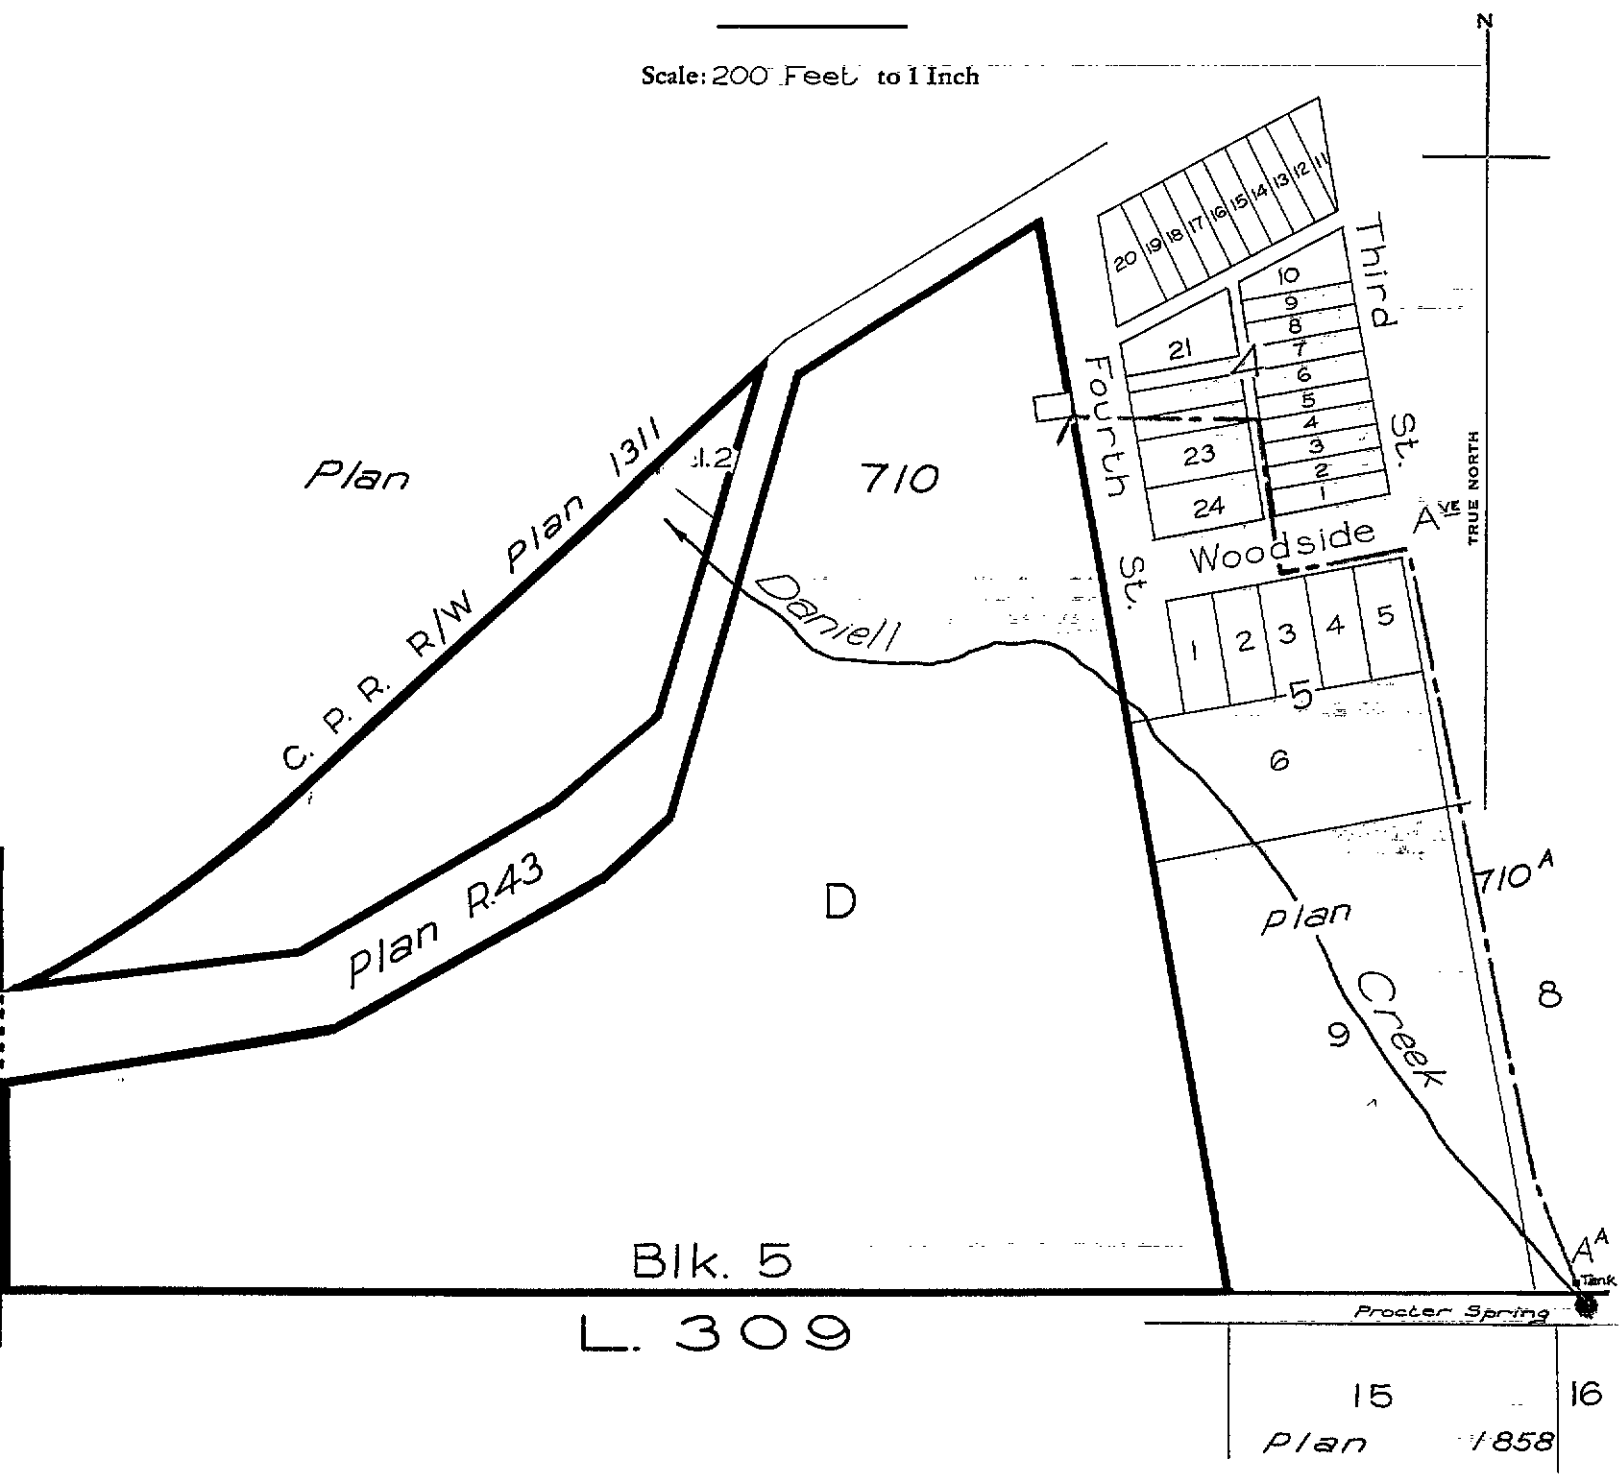 Scale: 200 Feet to 1 Inch
N
TRUE NORTH
20 19 18 17 16 15 14 13 12 11
Third St.
10
9
8
7
6
5
4
3
2
1
21
4
23
24
Fourth St.
Woodside AVE
1 2 3 4 5
5
6
Plan
C. P. R. R/W Plan 1311
710
Daniell Creek
Plan R.43
D
Plan 710A
9
8
AA
Tank
Procter Spring
Blk. 5
L. 309
15
16
Plan 1858